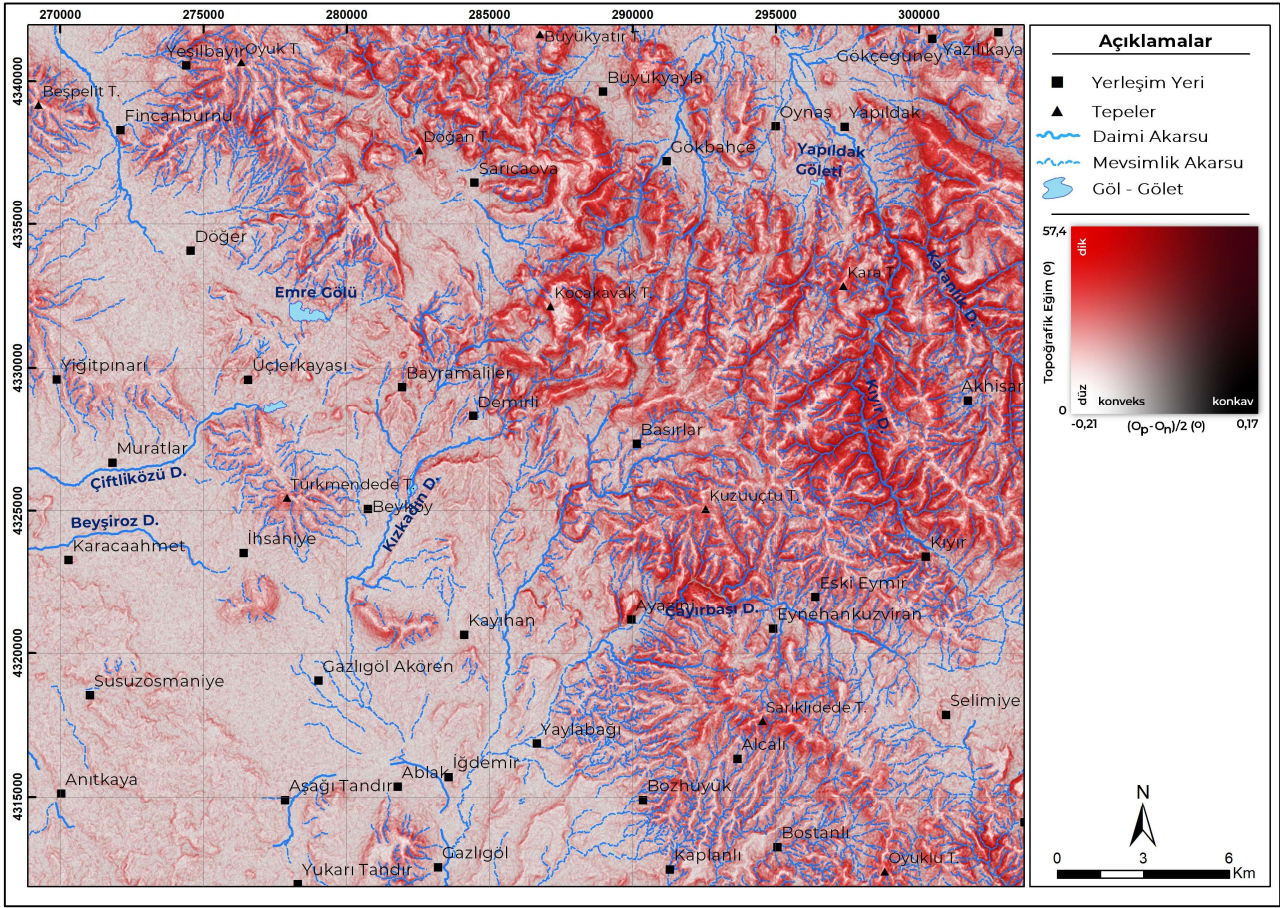 270000 275000 280000 285000 290000 295000 300000
4340000
4335000
4330000
4325000
4320000
4315000
Büyükyatır T.
Yeşilbayır
Oyuk T.
Gökçegüney
Yazılıkaya
Büyükyayla
Beşpelit T.
Fincanburnu
Oynaş
Yapıldak
Doğan T.
Gökbahçe
Yapıldak
Göleti
Sarıcaova
Döğer
Karanlık D.
Kara T.
Emre Gölü
Kocakavak T.
Yiğitpınarı
Üçlerkayası
Bayramaliler
Akhisar
Kıyır D.
Demirli
Basırlar
Muratlar
Çiftliközü D.
Türkmendede T.
Kuzuuçtu T.
Beyköy
Kızkadın D.
Beyşiroz D.
Karacaahmet
İhsaniye
Kıyır
Eski Eymir
Ayazini
Çayırbaşı D.
Eynehankuzviran
Kayıhan
Gazlıgöl Akören
Susuzosmaniye
Selimiye
Sarıklıdede T.
Yaylabağı
Alcalı
Anıtkaya
Aşağı Tandır
Ablak
İğdemir
Bozhüyük
Bostanlı
Gazlıgöl
Kaplanlı
Oyuklu T.
Yukarı Tandır
Açıklamalar
Yerleşim Yeri
Tepeler
Daimi Akarsu
Mevsimlik Akarsu
Göl - Gölet
57,4
dik
Topoğrafik Eğim (o)
düz
konveks
konkav
0
-0,21
(Op-On)/2 (o)
0,17
N
0 3 6
Km